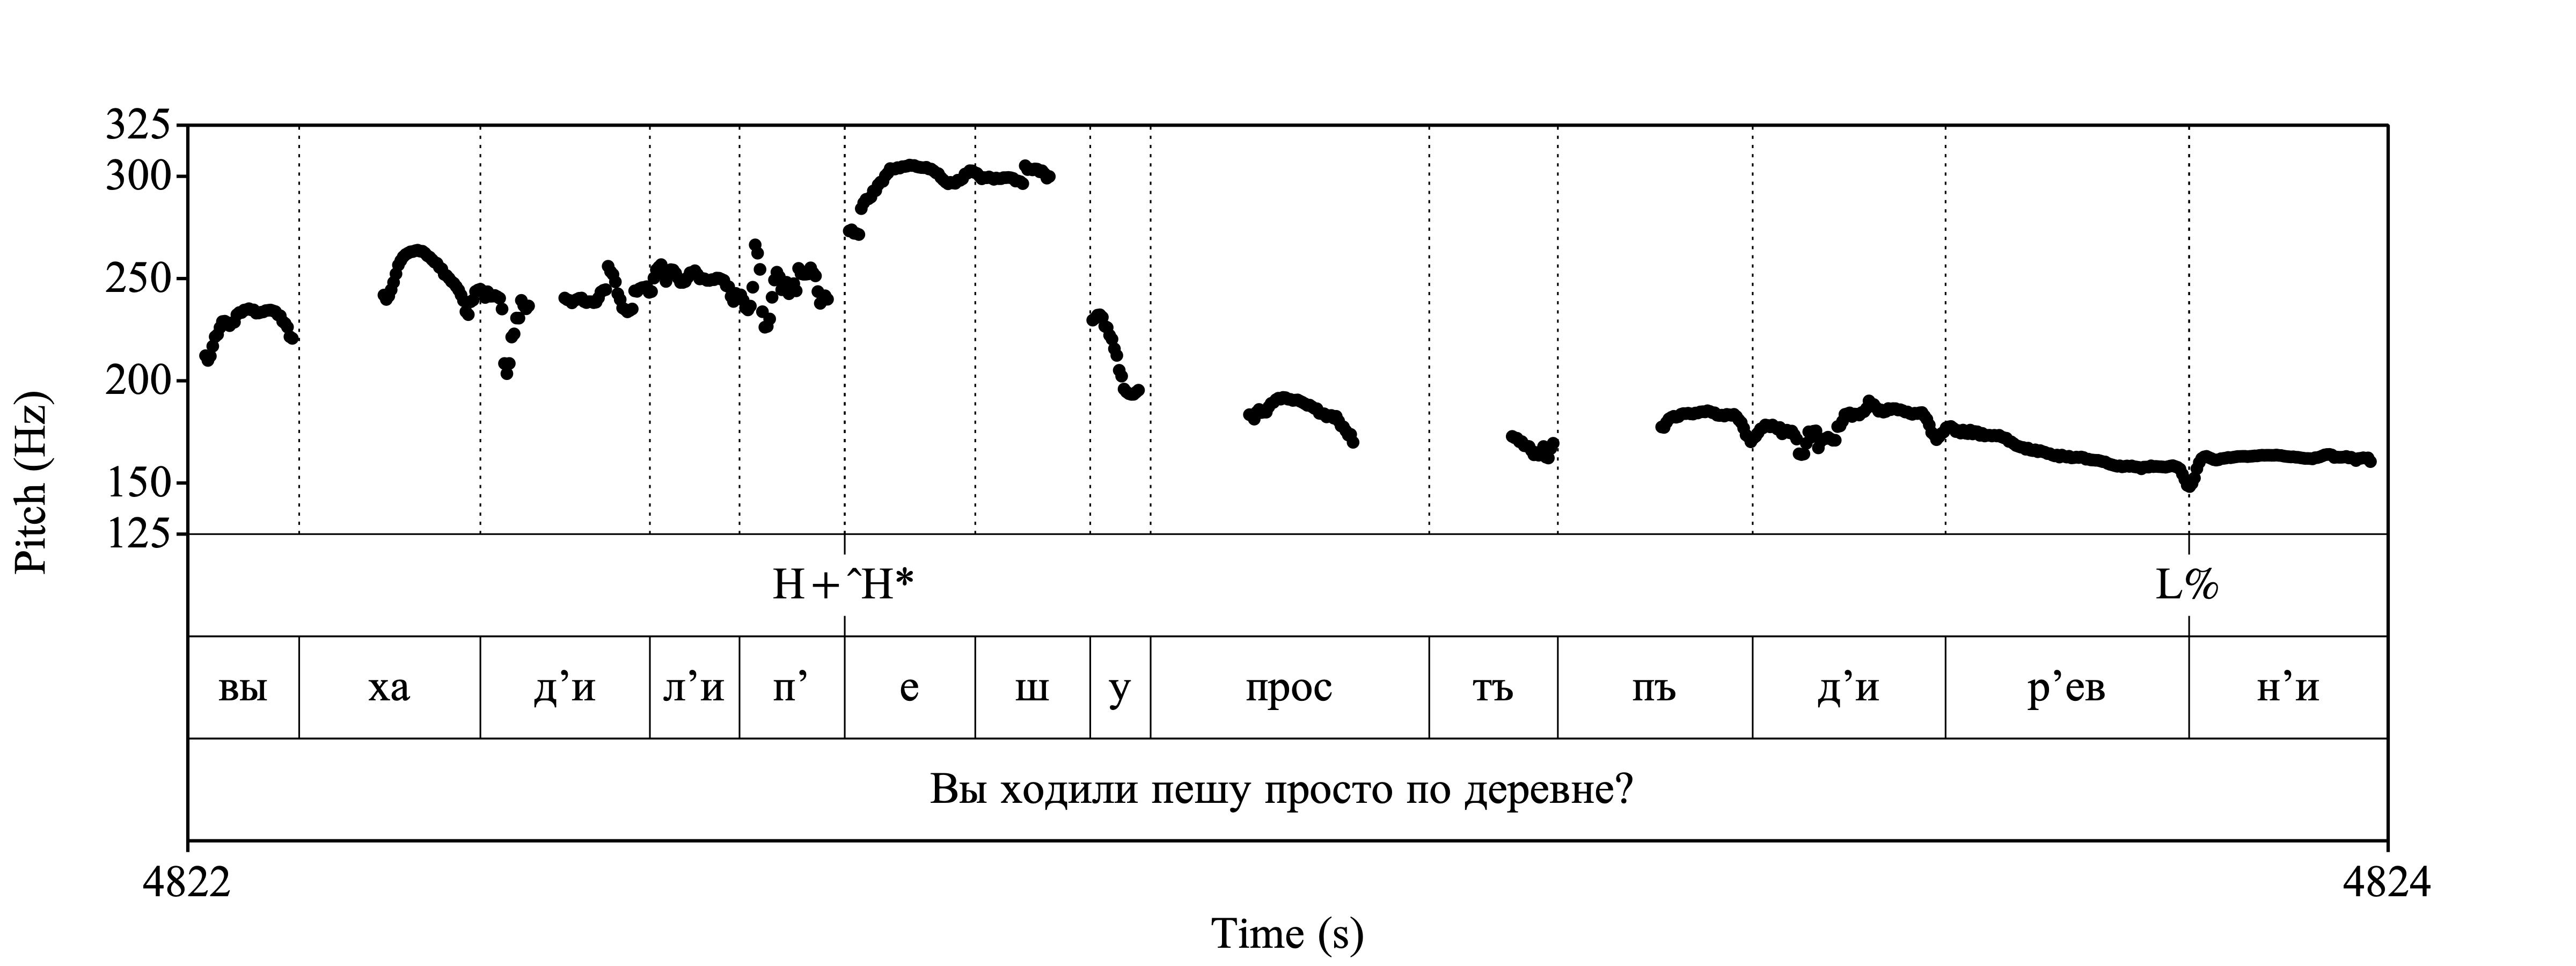 325
300
250
200
150
125
Pitch (Hz)
H+ˆH* L%
вы ха д’и л’и п’ е ш у прос тъ пъ д’и р’ев н’и
Вы ходили пешу просто по деревне?
4822 4824
Time (s)